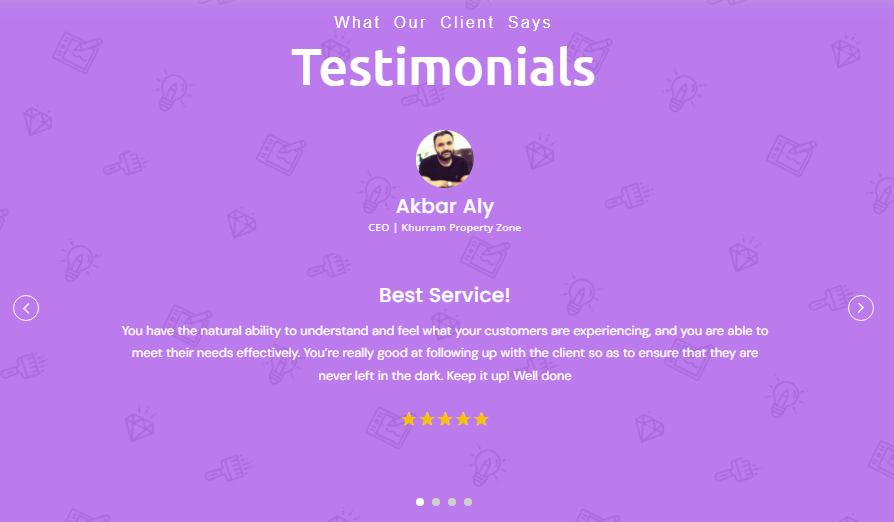 What Our Client Says
Testimonials
Akbar Aly
CEO | Khurram Property Zone
Best Service!
You have the natural ability to understand and feel what your customers are experiencing, and you are able to
meet their needs effectively. You're really good at following up with the client so as to ensure that they are
never left in the dark. Keep it up! Well done